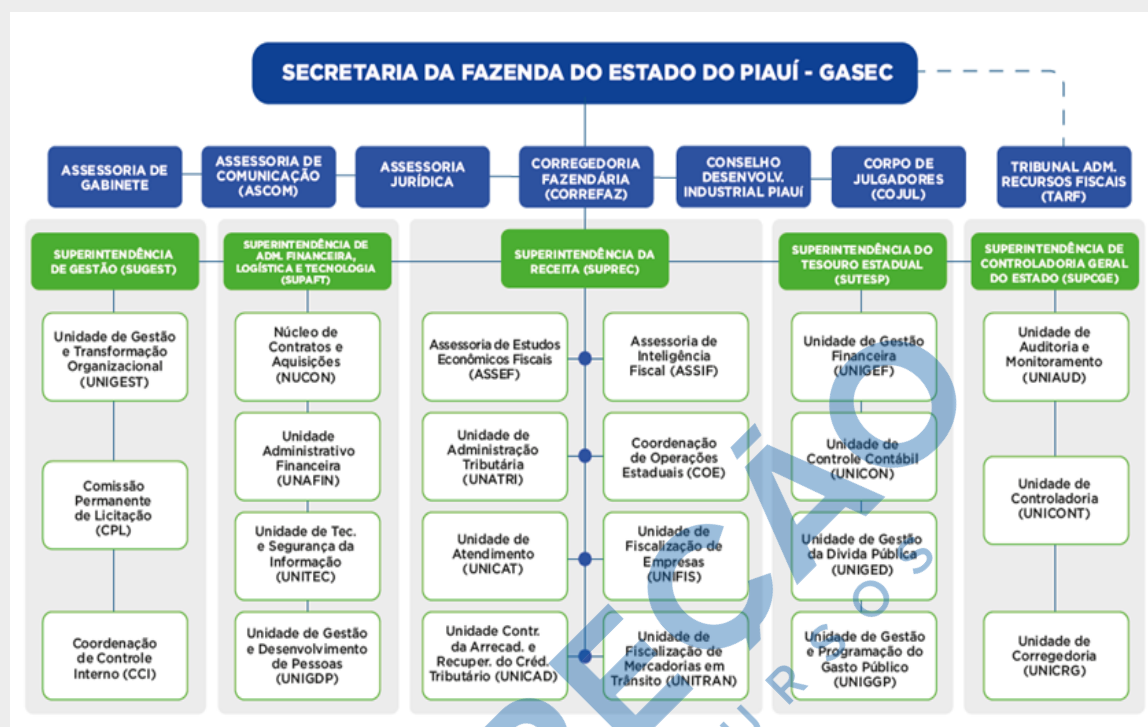 SECRETARIA DA FAZENDA DO ESTADO DO PIAUÍ - GASEC
ASSESSORIA DE
GABINETE
ASSESSORIA DE
COMUNICAÇÃO
(ASCOM)
ASSESSORIA
JURÍDICA
CORREGEDORIA
FAZENDÁRIA
(CORREFAZ)
CONSELHO
DESENVOLV.
INDUSTRIAL PIAUÍ
CORPO DE
JULGADORES
(COJUL)
TRIBUNAL ADM.
RECURSOS FISCAIS
(TARF)
SUPERINTENDÊNCIA
DE GESTÃO (SUGEST)
SUPERINTENDÊNCIA DE
ADM. FINANCEIRA,
LOGÍSTICA E TECNOLOGIA
(SUPAFT)
SUPERINTENDÊNCIA DA
RECEITA (SUPREC)
SUPERINTENDÊNCIA DO
TESOURO ESTADUAL
(SUTESP)
SUPERINTENDÊNCIA DE
CONTROLADORIA GERAL
DO ESTADO (SUPCGE)
Unidade de Gestão
e Transformação
Organizacional
(UNIGEST)
Comissão
Permanente
de Licitação
(CPL)
Coordenação
de Controle
Interno (CCI)
Núcleo de
Contratos e
Aquisições
(NUCON)
Unidade
Administrativo
Financeira
(UNAFIN)
Unidade de Tec.
e Segurança da
Informação
(UNITEC)
Unidade de Gestão
e Desenvolvimento
de Pessoas
(UNIGDP)
Assessoria de Estudos
Econômicos Fiscais
(ASSEF)
Assessoria de
Inteligência
Fiscal (ASSIF)
Unidade de
Administração
Tributária
(UNATRI)
Coordenação
de Operações
Estaduais (COE)
Unidade de
Atendimento
(UNICAT)
Unidade de
Fiscalização de
Empresas
(UNIFIS)
Unidade Contr.
da Arrecad. e
Recuper. do Créd.
Tributário (UNICAD)
Unidade de
Fiscalização de
Mercadorias em
Trânsito (UNITRAN)
Unidade de Gestão
Financeira
(UNIGEF)
Unidade de
Controle Contábil
(UNICON)
Unidade de Gestão
da Divida Pública
(UNIGED)
Unidade de Gestão
e Programação do
Gasto Público
(UNIGGP)
Unidade de
Auditoria e
Monitoramento
(UNIAUD)
Unidade de
Controladoria
(UNICONT)
Unidade de
Corregedoria
(UNICRG)